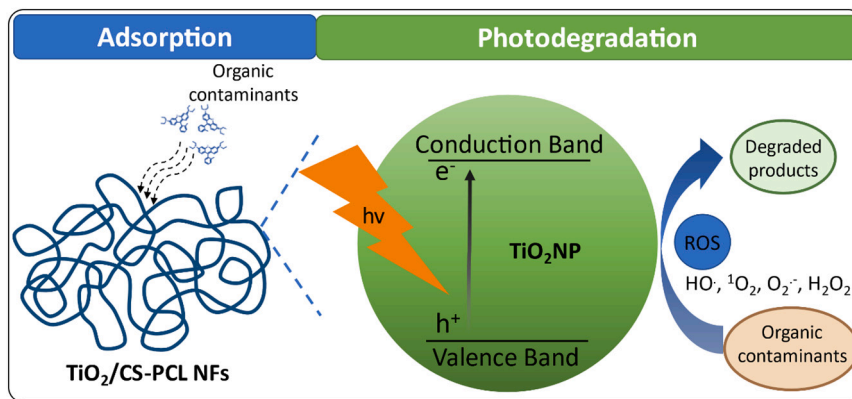 Adsorption
Photodegradation
Organic
contaminants
TiO₂/CS-PCL NFs
hv
Conduction Band
e⁻
TiO₂NP
h⁺
Valence Band
Degraded
products
ROS
HO·, ¹O₂, O₂·⁻, H₂O₂
Organic
contaminants